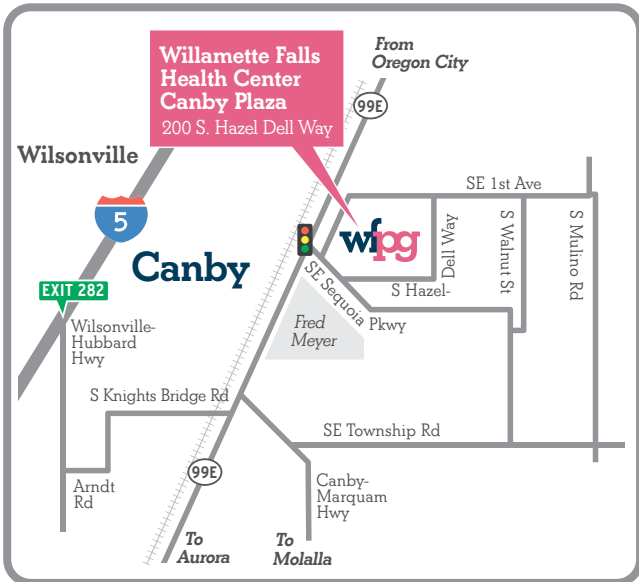 From
Oregon City
Willamette Falls
Health Center
Canby Plaza
200 S. Hazel Dell Way
99E
Wilsonville
SE 1st Ave
5
wfpg
Dell Way
S Walnut St
S Mulino Rd
Canby
SE Sequoia
Pkwy
S Hazel-
EXIT 282
Fred
Meyer
Wilsonville-
Hubbard
Hwy
S Knights Bridge Rd
SE Township Rd
99E
Arndt
Rd
Canby-
Marquam
Hwy
To
Aurora
To
Molalla